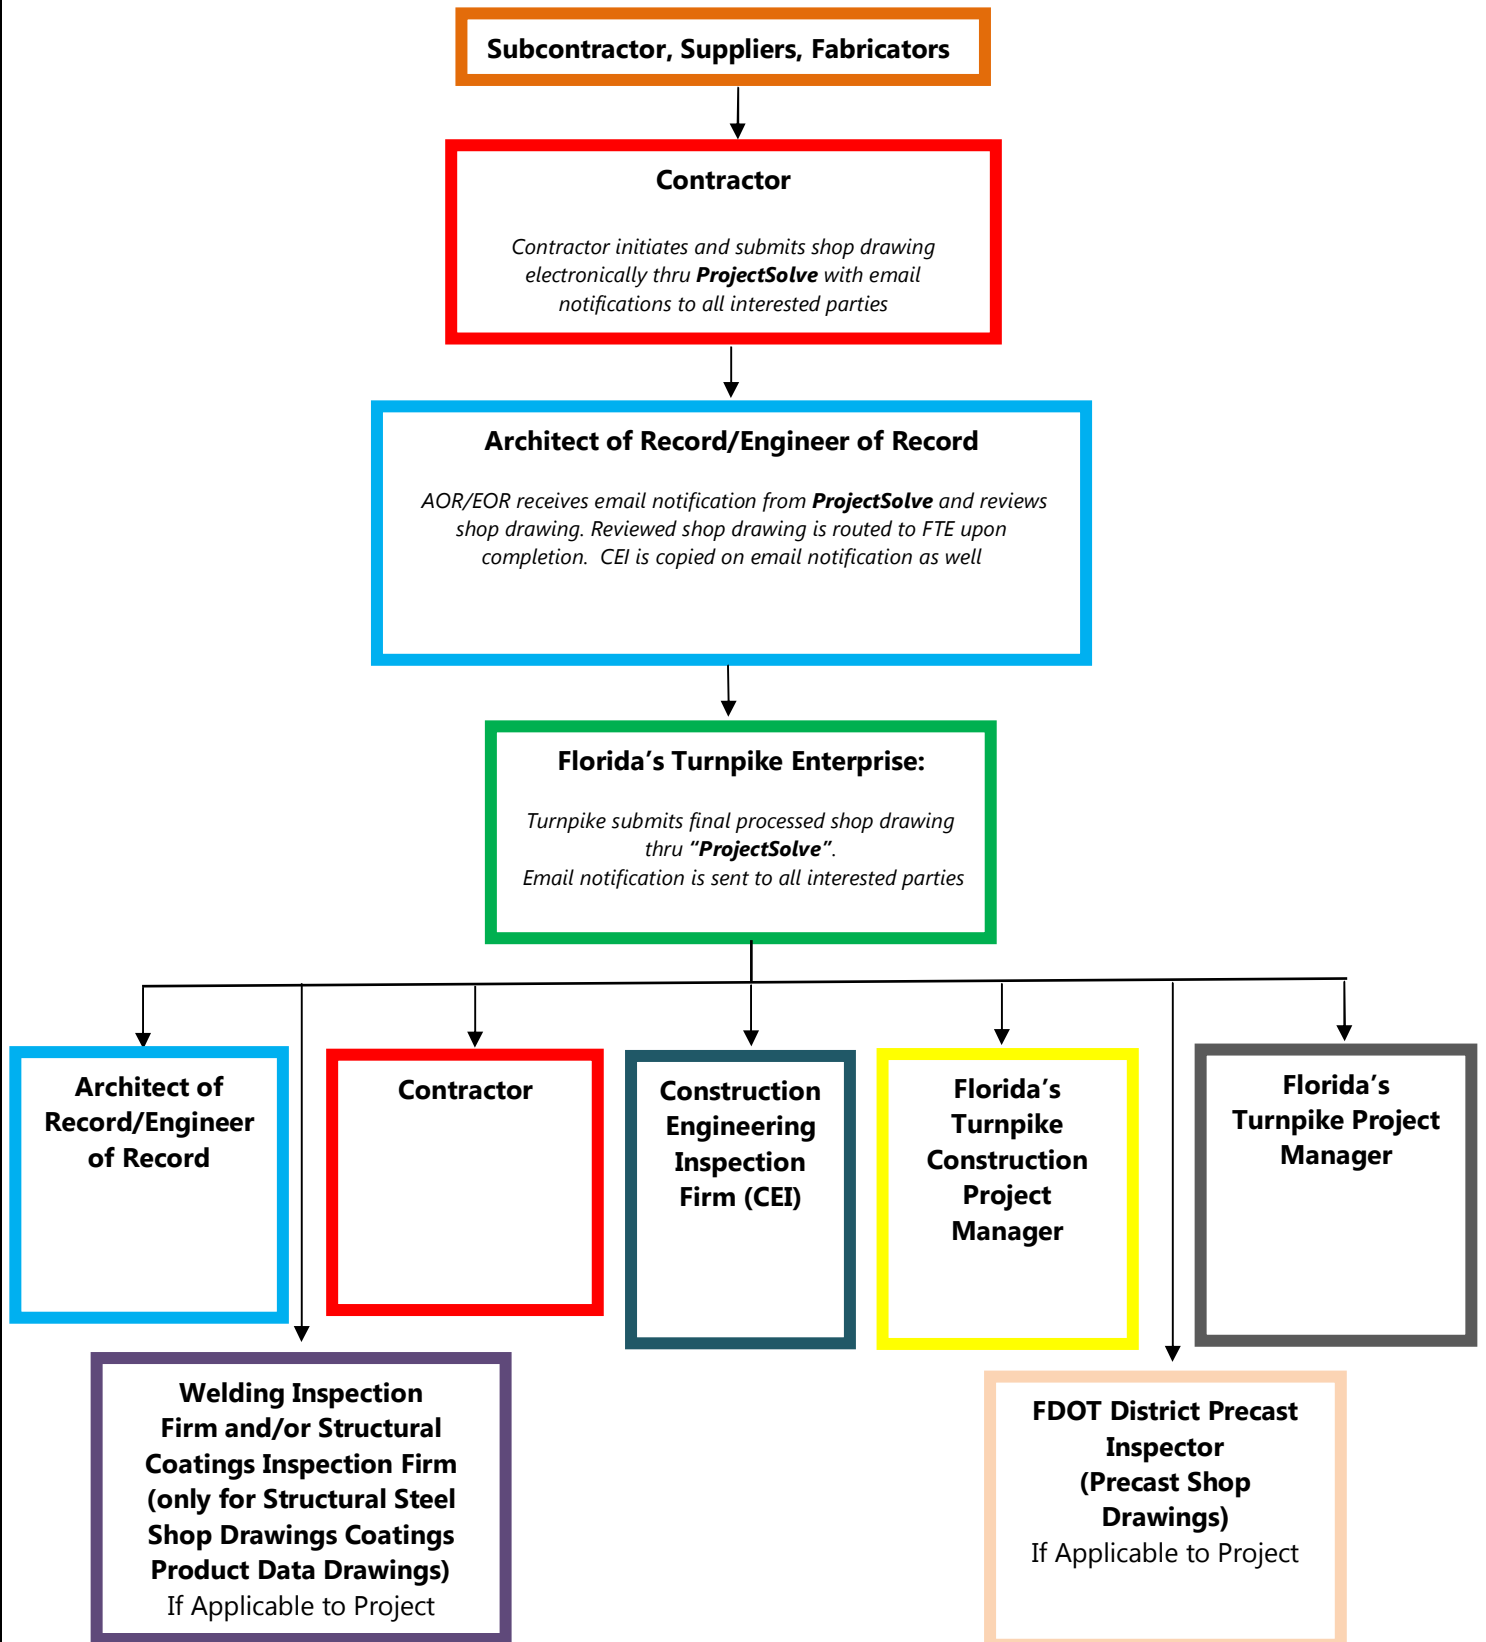 Subcontractor, Suppliers, Fabricators
Contractor
Contractor initiates and submits shop drawing
electronically thru ProjectSolve with email
notifications to all interested parties
Architect of Record/Engineer of Record
AOR/EOR receives email notification from ProjectSolve and reviews
shop drawing. Reviewed shop drawing is routed to FTE upon
completion.  CEI is copied on email notification as well
Florida’s Turnpike Enterprise:
Turnpike submits final processed shop drawing
thru “ProjectSolve”.
Email notification is sent to all interested parties
Architect of
Record/Engineer
of Record
Contractor
Construction
Engineering
Inspection
Firm (CEI)
Florida’s
Turnpike
Construction
Project
Manager
Florida’s
Turnpike Project
Manager
Welding Inspection
Firm and/or Structural
Coatings Inspection Firm
(only for Structural Steel
Shop Drawings Coatings
Product Data Drawings)
If Applicable to Project
FDOT District Precast
Inspector
(Precast Shop
Drawings)
If Applicable to Project